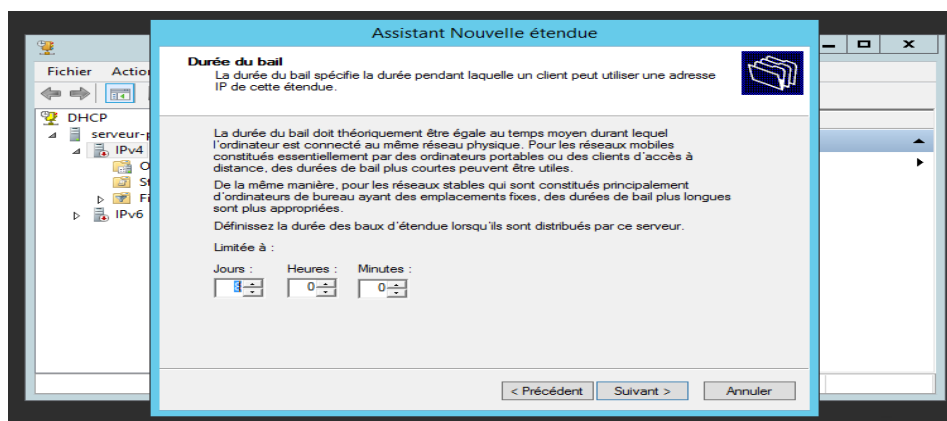 Assistant Nouvelle étendue
Fichier Action
Durée du bail
La durée du bail spécifie la durée pendant laquelle un client peut utiliser une adresse
IP de cette étendue.
DHCP
serveur-p
IPv4
IPv6
La durée du bail doit théoriquement être égale au temps moyen durant lequel
l'ordinateur est connecté au même réseau physique. Pour les réseaux mobiles
constitués essentiellement par des ordinateurs portables ou des clients d'accès à
distance, des durées de bail plus courtes peuvent être utiles.
De la même manière, pour les réseaux stables qui sont constitués principalement
d'ordinateurs de bureau ayant des emplacements fixes, des durées de bail plus longues
sont plus appropriées.
Définissez la durée des baux d'étendue lorsqu'ils sont distribués par ce serveur.
Limitée à :
Jours : Heures : Minutes :
0 0
< Précédent Suivant > Annuler